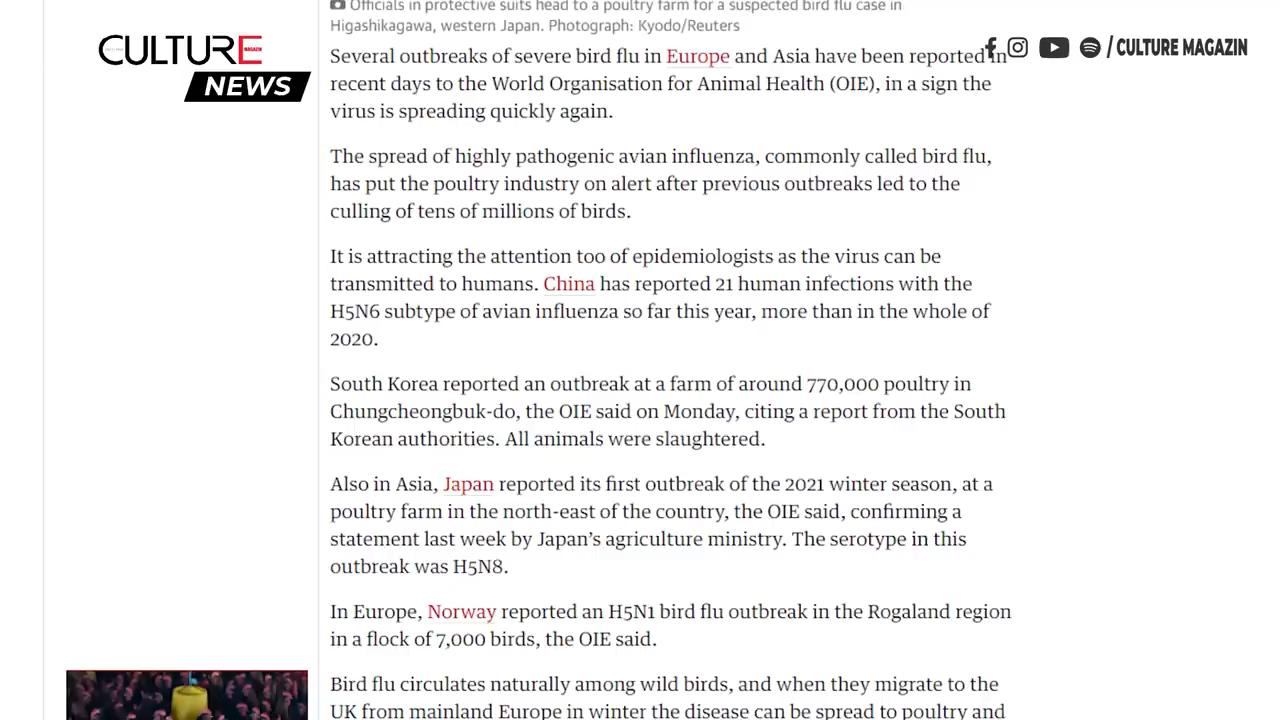 Officials in protective suits head to a poultry farm for a suspected bird flu case in
Higashikagawa, western Japan. Photograph: Kyodo/Reuters
CULTURE
MAGAZIN
NEWS
/ CULTURE MAGAZIN
Several outbreaks of severe bird flu in Europe and Asia have been reported in
recent days to the World Organisation for Animal Health (OIE), in a sign the
virus is spreading quickly again.
The spread of highly pathogenic avian influenza, commonly called bird flu,
has put the poultry industry on alert after previous outbreaks led to the
culling of tens of millions of birds.
It is attracting the attention too of epidemiologists as the virus can be
transmitted to humans. China has reported 21 human infections with the
H5N6 subtype of avian influenza so far this year, more than in the whole of
2020.
South Korea reported an outbreak at a farm of around 770,000 poultry in
Chungcheongbuk-do, the OIE said on Monday, citing a report from the South
Korean authorities. All animals were slaughtered.
Also in Asia, Japan reported its first outbreak of the 2021 winter season, at a
poultry farm in the north-east of the country, the OIE said, confirming a
statement last week by Japan's agriculture ministry. The serotype in this
outbreak was H5N8.
In Europe, Norway reported an H5N1 bird flu outbreak in the Rogaland region
in a flock of 7,000 birds, the OIE said.
Bird flu circulates naturally among wild birds, and when they migrate to the
UK from mainland Europe in winter the disease can be spread to poultry and